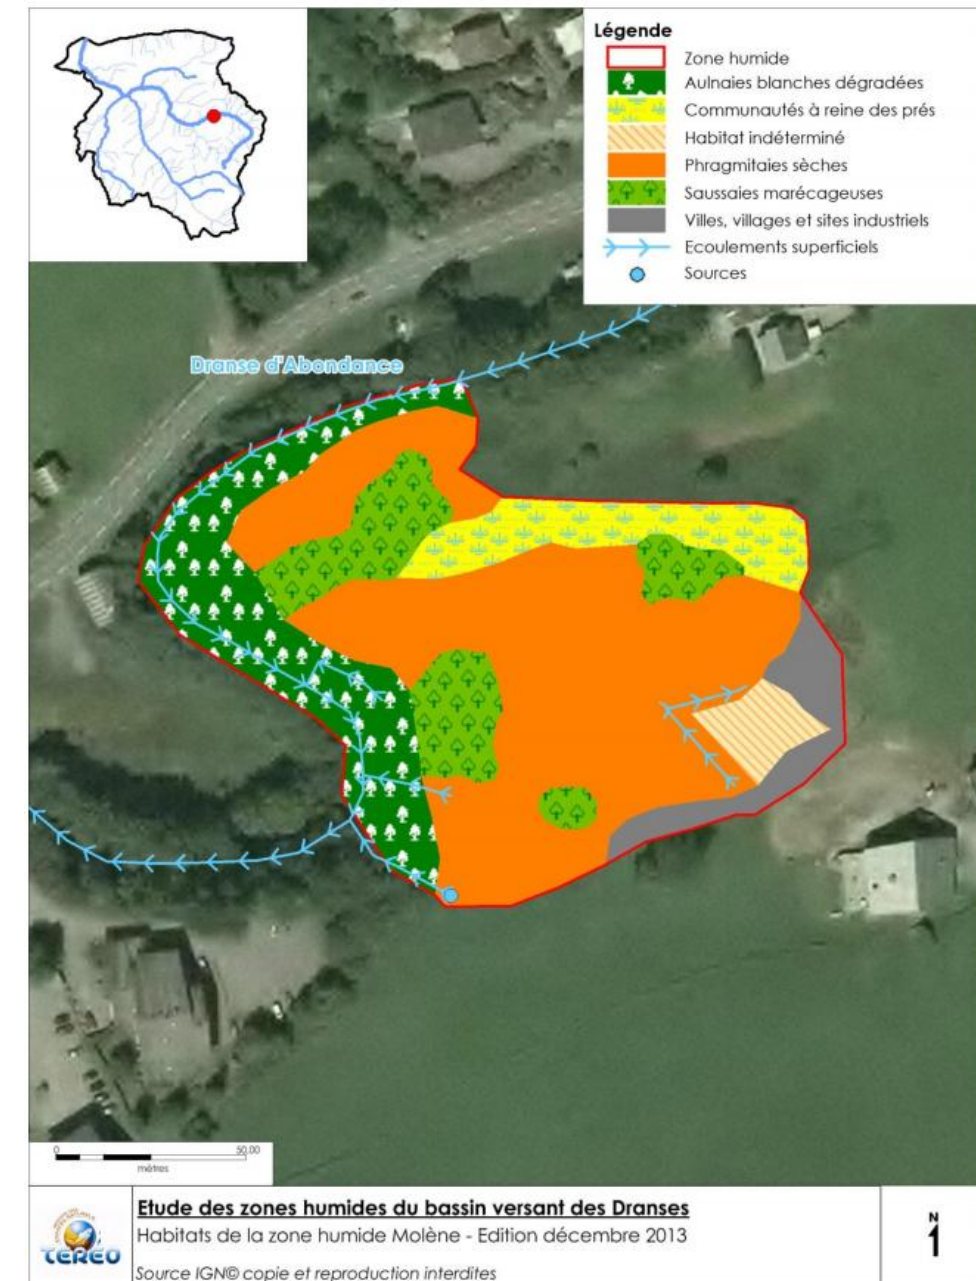 Légende
Zone humide
Aulnaies blanches dégradées
Communautés à reine des prés
Habitat indéterminé
Phragmitaies sèches
Saussaies marécageuses
Villes, villages et sites industriels
Ecoulements superficiels
Sources
Dranse d'Abondance
0 50,00
mètres
TEREO
Etude des zones humides du bassin versant des Dranses
Habitats de la zone humide Molène - Edition décembre 2013
Source IGN© copie et reproduction interdites
N